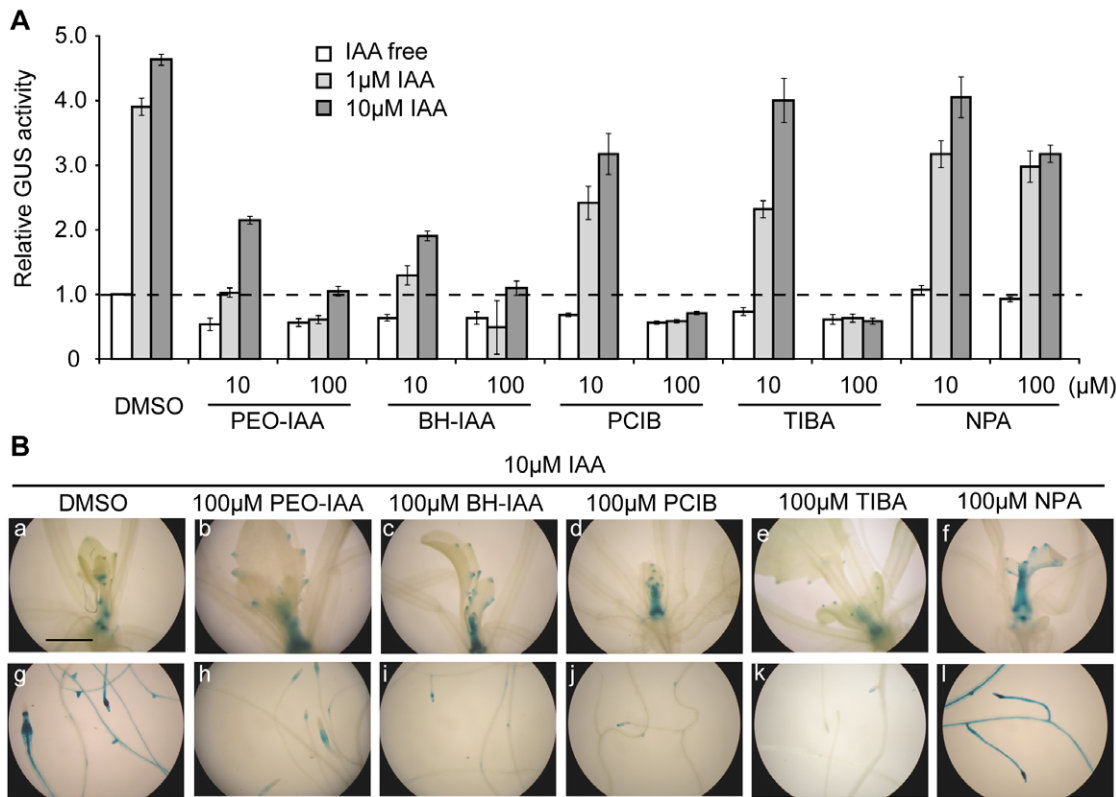 A
5.0
4.0
3.0
2.0
1.0
0
Relative GUS activity
IAA free
1µM IAA
10µM IAA
10 100 10 100 10 100 10 100 10 100 (µM)
DMSO PEO-IAA BH-IAA PCIB TIBA NPA
B
10µM IAA
DMSO 100µM PEO-IAA 100µM BH-IAA 100µM PCIB 100µM TIBA 100µM NPA
a b c d e f
g h i j k l